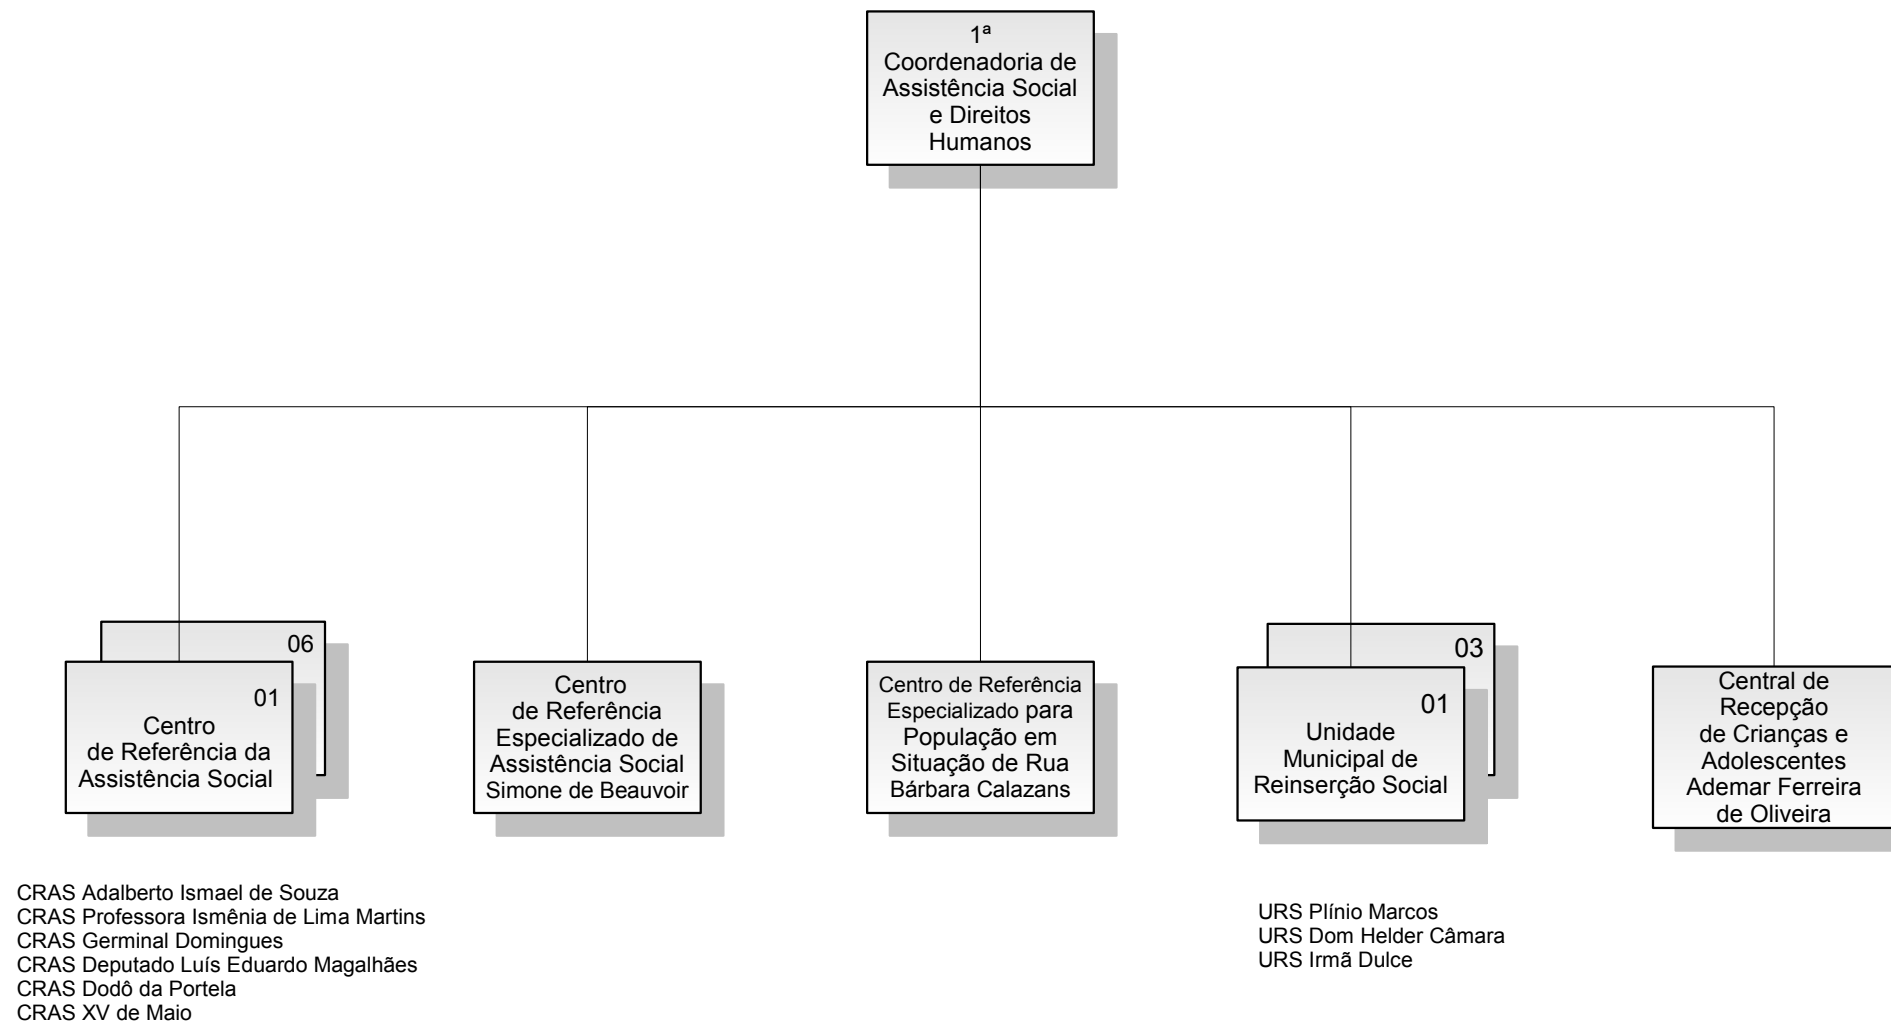 1ª
Coordenadoria de
Assistência Social
e Direitos
Humanos
06
01
Centro
de Referência da
Assistência Social
Centro
de Referência
Especializado de
Assistência Social
Simone de Beauvoir
Centro de Referência
Especializado para
População em
Situação de Rua
Bárbara Calazans
03
01
Unidade
Municipal de
Reinserção Social
Central de
Recepção
de Crianças e
Adolescentes
Ademar Ferreira
de Oliveira
CRAS Adalberto Ismael de Souza
CRAS Professora Ismênia de Lima Martins
CRAS Germinal Domingues
CRAS Deputado Luís Eduardo Magalhães
CRAS Dodô da Portela
CRAS XV de Maio
URS Plínio Marcos
URS Dom Helder Câmara
URS Irmã Dulce